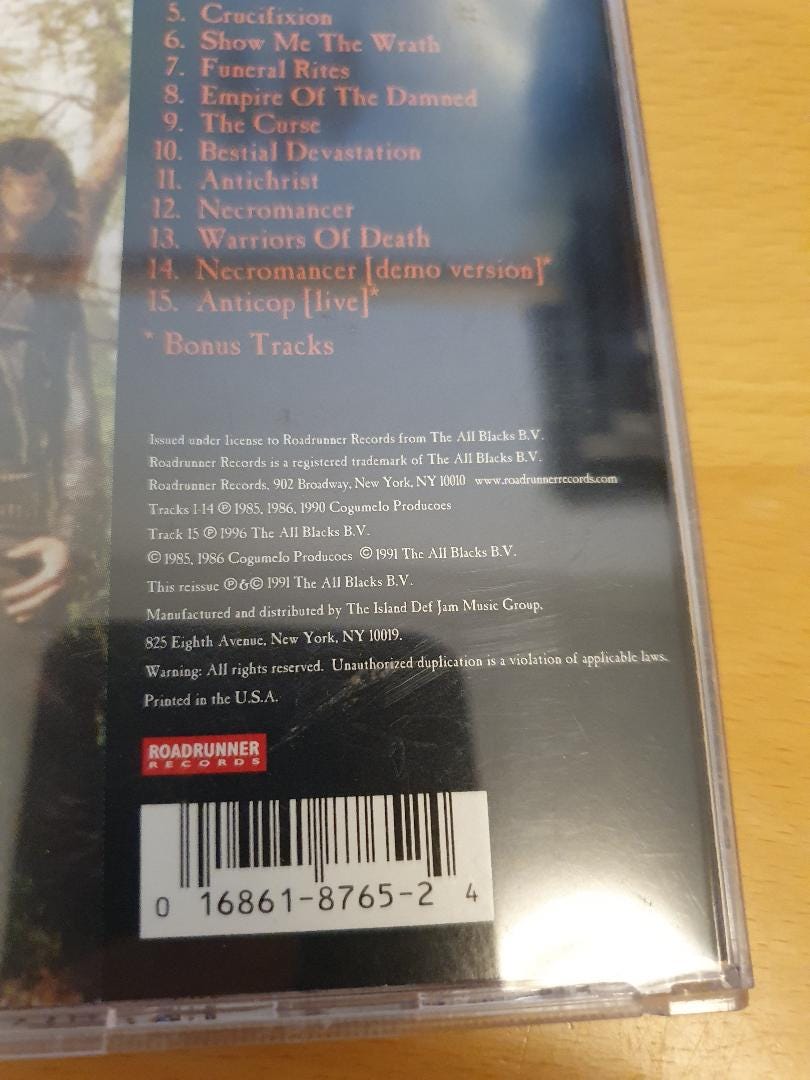 5. Crucifixion
6. Show Me The Wrath
7. Funeral Rites
8. Empire Of The Damned
9. The Curse
10. Bestial Devastation
11. Antichrist
12. Necromancer
13. Warriors Of Death
14. Necromancer [demo version]*
15. Anticop [live]*
* Bonus Tracks
Issued under license to Roadrunner Records from The All Blacks B.V.
Roadrunner Records is a registered trademark of The All Blacks B.V.
Roadrunner Records, 902 Broadway, New York, NY 10010 www.roadrunnerrecords.com
Tracks 1-14 ℗ 1985, 1986, 1990 Cogumelo Producoes
Track 15 ℗ 1996 The All Blacks B.V.
© 1985, 1986 Cogumelo Producoes © 1991 The All Blacks B.V.
This reissue ℗&© 1991 The All Blacks B.V.
Manufactured and distributed by The Island Def Jam Music Group,
825 Eighth Avenue, New York, NY 10019.
Warning: All rights reserved. Unauthorized duplication is a violation of applicable laws.
Printed in the U.S.A.
ROADRUNNER
RECORDS
0 16861-8765-2 4